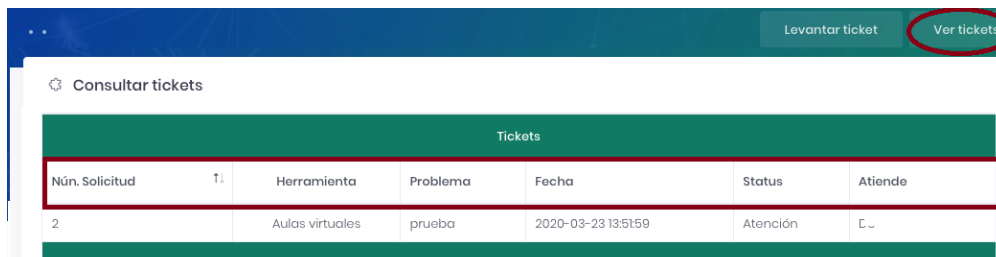 Levantar ticket Ver tickets
Consultar tickets
Tickets
Nún. Solicitud Herramienta Problema Fecha Status Atiende
2 Aulas virtuales prueba 2020-03-23 13:51:59 Atención